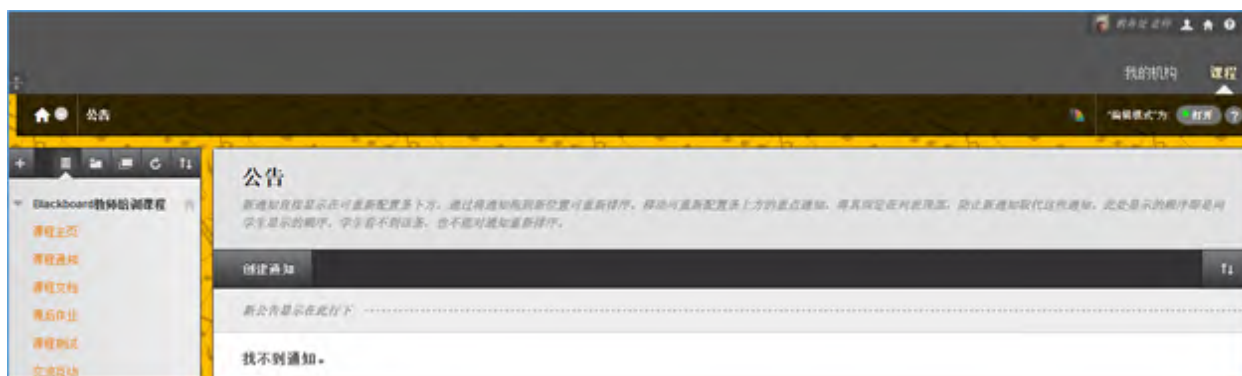 我的机构 课程
公告
"编辑模式"为: 打开
Blackboard教师培训课程
课程主页
课程通知
课程文档
课后作业
课程测试
交流互动
公告
新通知直接显示在可重新配置条下方。通过将通知拖到新位置可重新排序。移动可重新配置条上方的重点通知，将其固定在列表顶部，防止新通知取代这些通知。此处显示的顺序即是向
学生显示的顺序。学生看不到该条，也不能对通知重新排序。
创建通知
新公告显示在此行下
找不到通知。